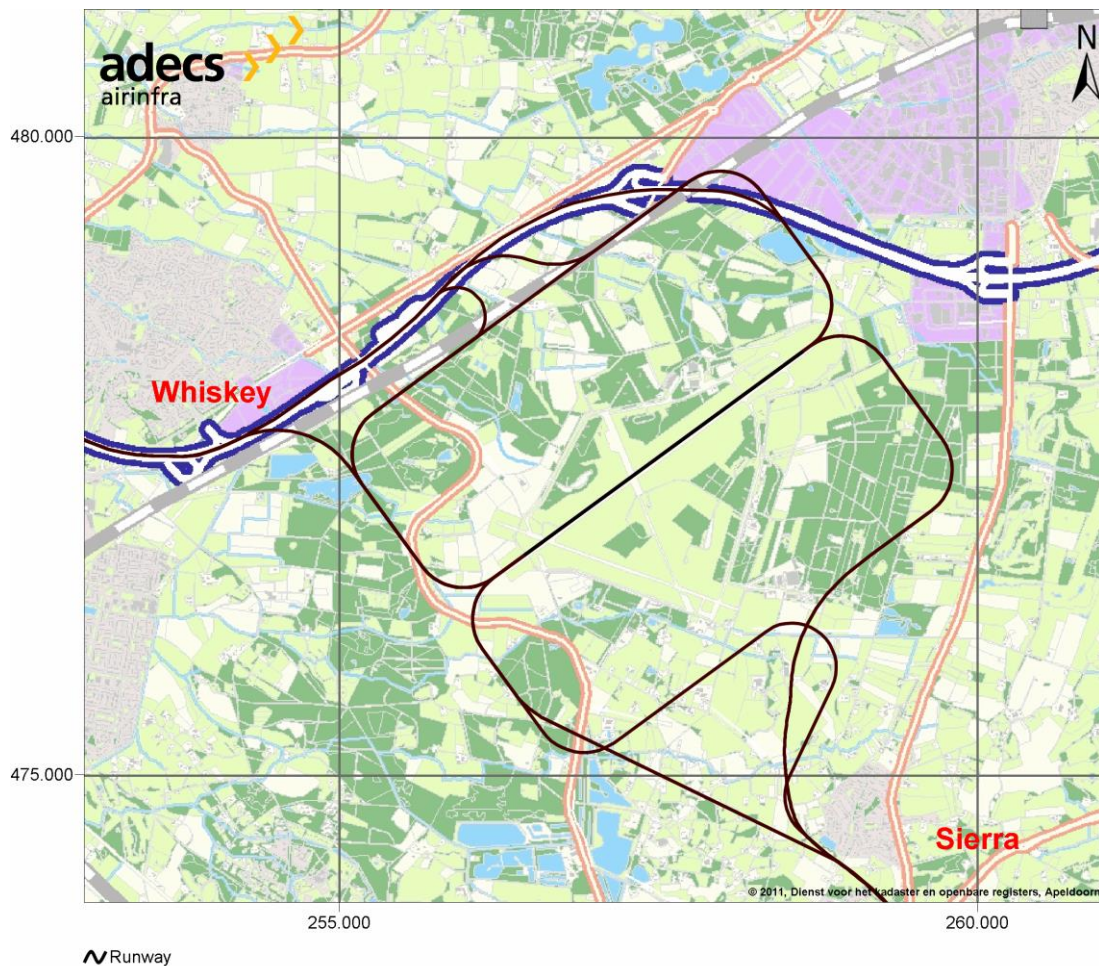 adecs
airinfra
N
480.000
Whiskey
475.000
Sierra
© 2011, Dienst voor het kadaster en openbare registers, Apeldoorn
255.000
260.000
Runway